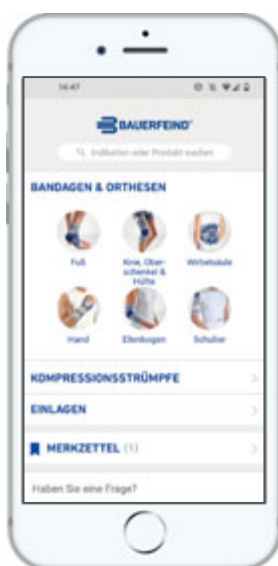 14:47
BAUERFEIND
Indikation oder Produkt suchen
BANDAGEN & ORTHESEN
Fuß
Knie, Ober-
schenkel &
Hüfte
Wirbelsäule
Hand
Ellenbogen
Schulter
KOMPRESSIONSSTRÜMPFE
EINLAGEN
MERKZETTEL (1)
Haben Sie eine Frage?